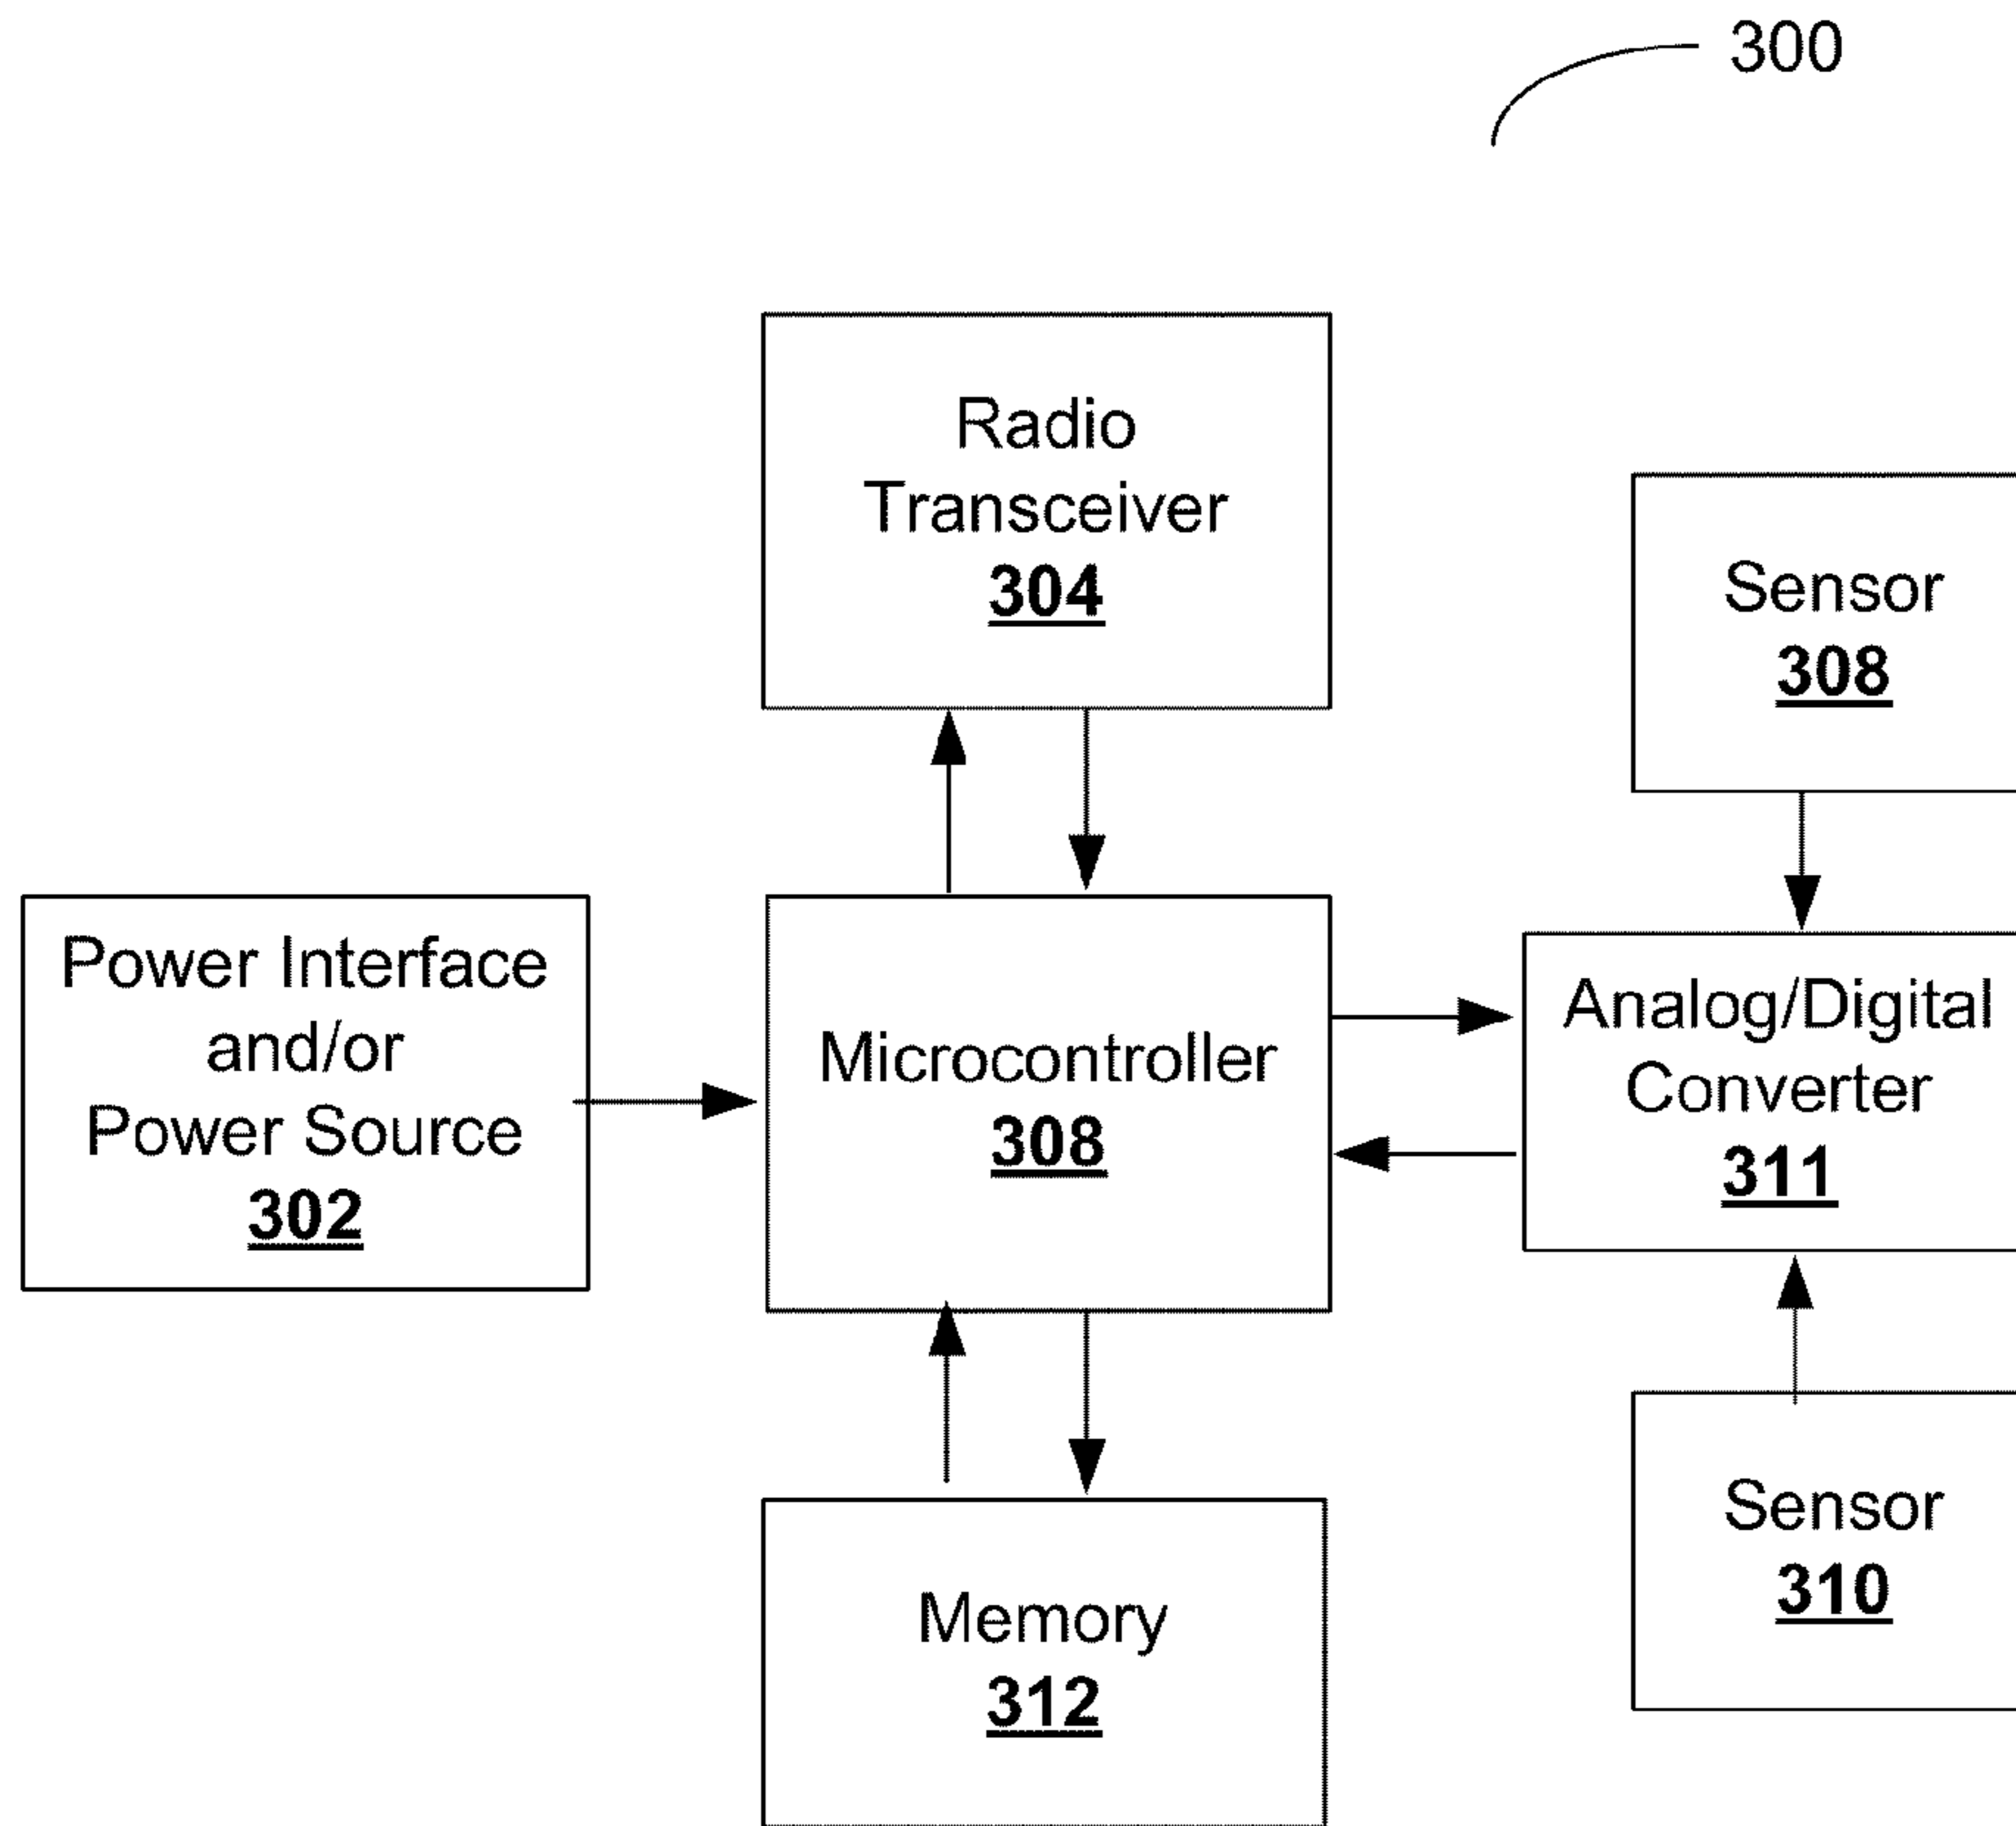 300
Radio
Transceiver
304
Sensor
308
Power Interface
and/or
Power Source
302
Microcontroller
308
Analog/Digital
Converter
311
Memory
312
Sensor
310